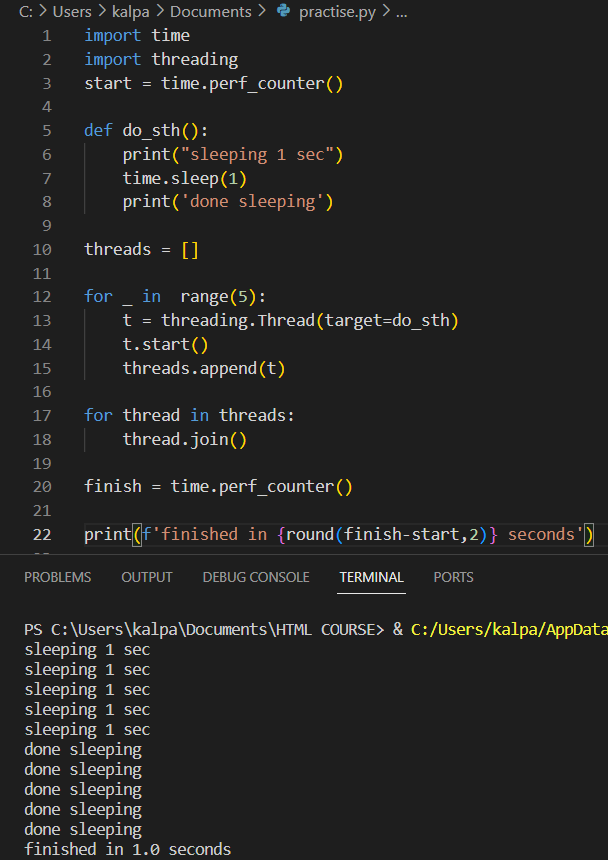 C: > Users > kalpa > Documents > practise.py > ...
1 import time
2 import threading
3 start = time.perf_counter()
4
5 def do_sth():
6     print("sleeping 1 sec")
7     time.sleep(1)
8     print('done sleeping')
9
10 threads = []
11
12 for _ in  range(5):
13     t = threading.Thread(target=do_sth)
14     t.start()
15     threads.append(t)
16
17 for thread in threads:
18     thread.join()
19
20 finish = time.perf_counter()
21
22 print(f'finished in {round(finish-start,2)} seconds')
PROBLEMS OUTPUT DEBUG CONSOLE TERMINAL PORTS
PS C:\Users\kalpa\Documents\HTML COURSE> & C:/Users/kalpa/AppData
sleeping 1 sec
sleeping 1 sec
sleeping 1 sec
sleeping 1 sec
sleeping 1 sec
done sleeping
done sleeping
done sleeping
done sleeping
done sleeping
finished in 1.0 seconds